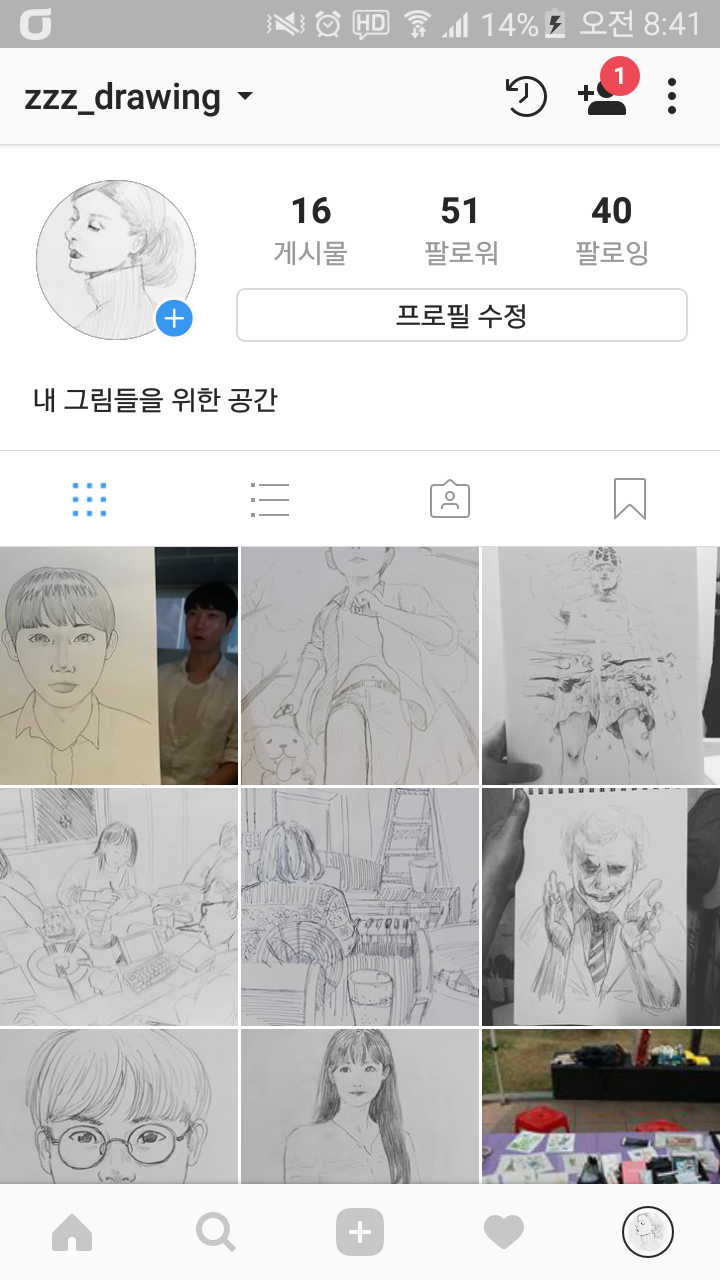 HD 14% 오전 8:41
zzz_drawing
1
16 51 40
게시물 팔로워 팔로잉
프로필 수정
내 그림들을 위한 공간